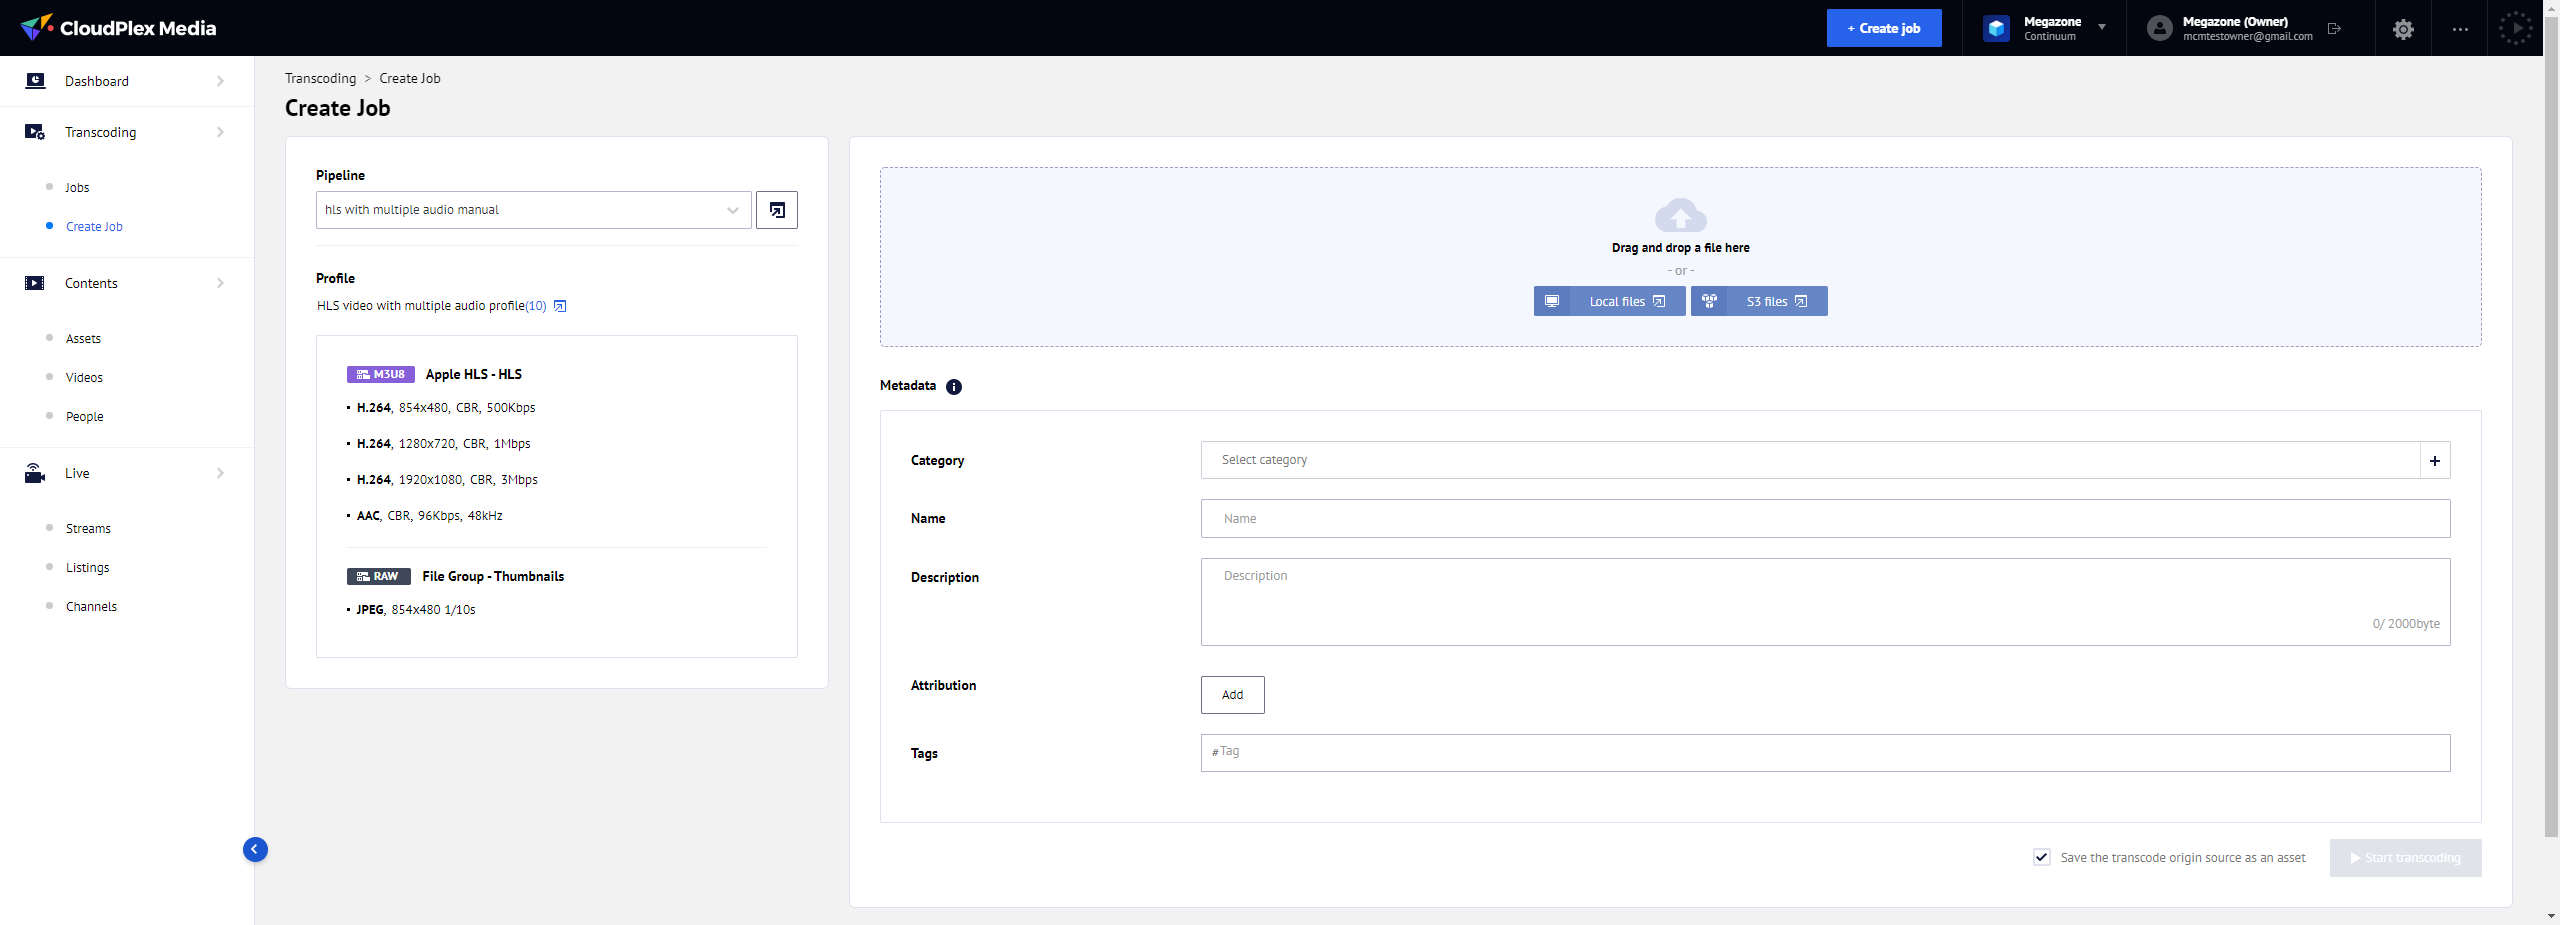 CloudPlex Media
+ Create job
Megazone
Continuum
Megazone (Owner)
mcmtestowner@gmail.com
Dashboard
Transcoding
Jobs
Create Job
Contents
Assets
Videos
People
Live
Streams
Listings
Channels
Transcoding > Create Job
Create Job
Pipeline
hls with multiple audio manual
Profile
HLS video with multiple audio profile(10)
M3U8 Apple HLS - HLS
H.264, 854x480, CBR, 500Kbps
H.264, 1280x720, CBR, 1Mbps
H.264, 1920x1080, CBR, 3Mbps
AAC, CBR, 96Kbps, 48kHz
RAW File Group - Thumbnails
JPEG, 854x480 1/10s
Drag and drop a file here
- or -
Local files S3 files
Metadata
Category Select category
Name Name
Description Description
0/ 2000byte
Attribution Add
Tags #Tag
Save the transcode origin source as an asset Start transcoding